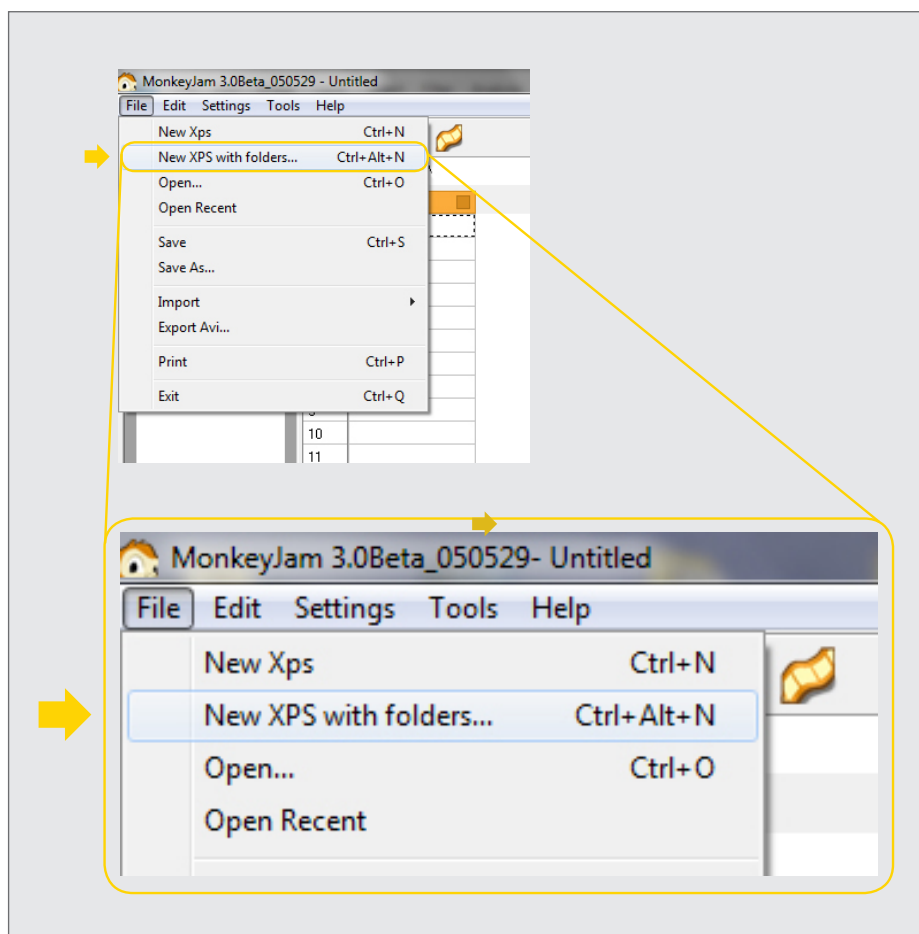 MonkeyJam 3.0Beta_050529 - Untitled
File Edit Settings Tools Help
New Xps Ctrl+N
New XPS with folders... Ctrl+Alt+N
Open... Ctrl+O
Open Recent
Save Ctrl+S
Save As...
Import
Export Avi...
Print Ctrl+P
Exit Ctrl+Q
10
11
MonkeyJam 3.0Beta_050529- Untitled
File Edit Settings Tools Help
New Xps Ctrl+N
New XPS with folders... Ctrl+Alt+N
Open... Ctrl+O
Open Recent